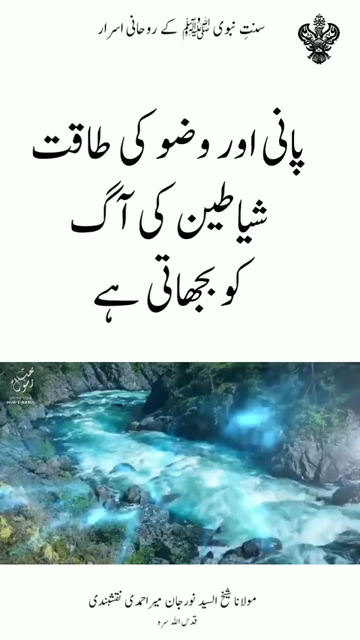 سنتِ نبوی ﷺ کے روحانی اسرار
پانی اور وضو کی طاقت
شیاطین کی آگ
کو بجھاتی ہے
مولانا شیخ السید نورجان میراحمدی نقشبندی
قدس اللہ سرہ